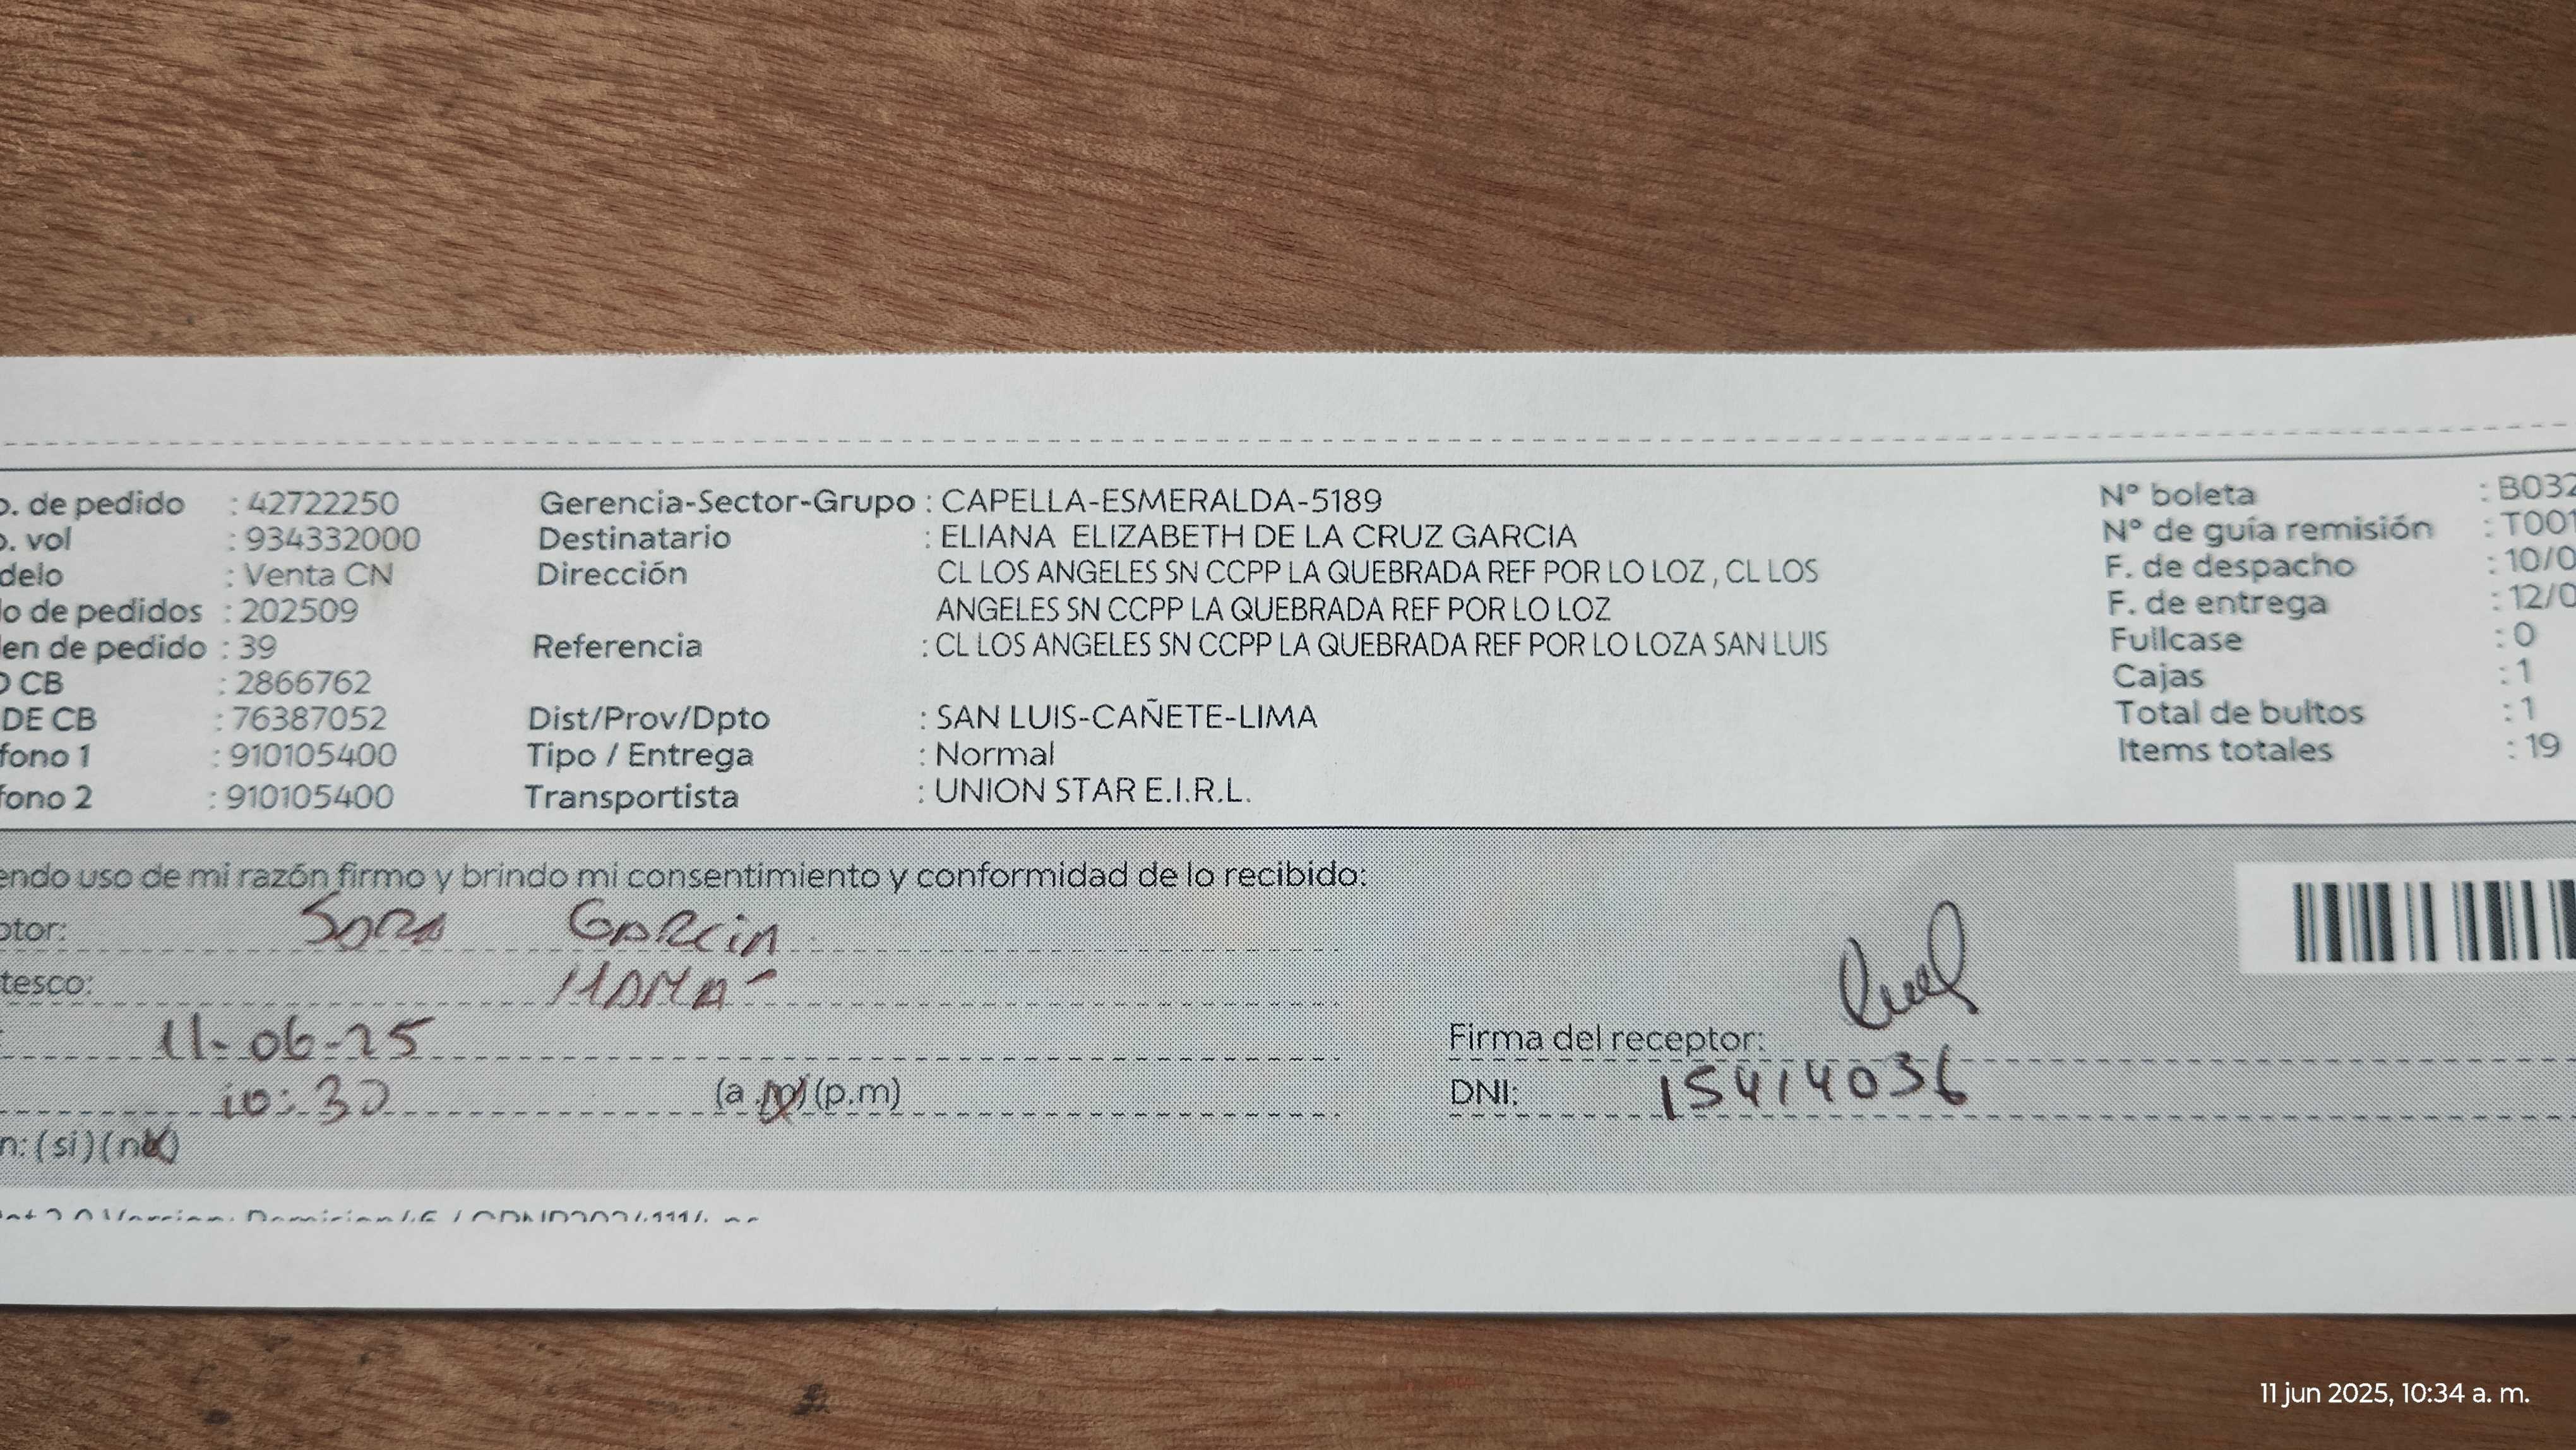 o. de pedido : 42722250 Gerencia-Sector-Grupo : CAPELLA-ESMERALDA-5189 Nº boleta : B032
o. vol : 934332000 Destinatario : ELIANA ELIZABETH DE LA CRUZ GARCIA Nº de guía remisión : T001
delo : Venta CN Dirección CL LOS ANGELES SN CCPP LA QUEBRADA REF POR LO LOZ , CL LOS F. de despacho : 10/0
o de pedidos : 202509 ANGELES SN CCPP LA QUEBRADA REF POR LO LOZ F. de entrega : 12/0
en de pedido : 39 Referencia : CL LOS ANGELES SN CCPP LA QUEBRADA REF POR LO LOZA SAN LUIS Fullcase : 0
CB : 2866762 Cajas : 1
DE CB : 76387052 Dist/Prov/Dpto : SAN LUIS-CAÑETE-LIMA Total de bultos : 1
fono 1 : 910105400 Tipo / Entrega : Normal Items totales : 19
fono 2 : 910105400 Transportista : UNION STAR E.I.R.L.
endo uso de mi razón firmo y brindo mi consentimiento y conformidad de lo recibido:
ptor: GARCIA
tesco: MAMÁ
11-06-25 Firma del receptor:
10:30 (a.m) (p.m) DNI: 15414036
n: (si) (no)
11 jun 2025, 10:34 a. m.